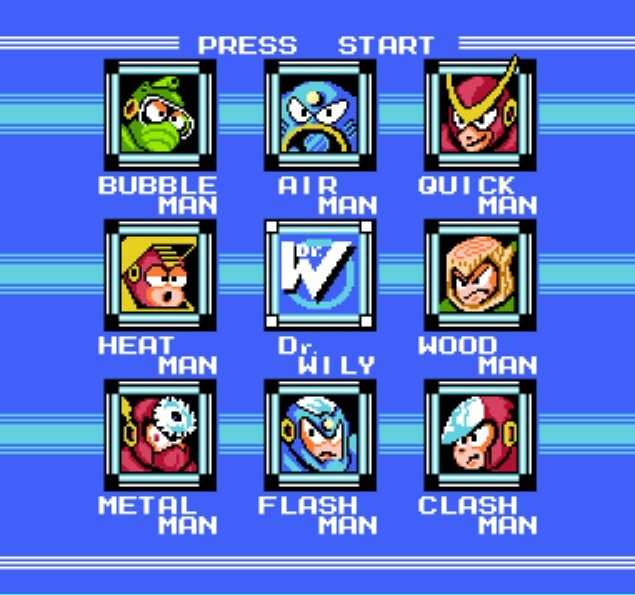 PRESS START
BUBBLE MAN
AIR MAN
QUICK MAN
HEAT MAN
Dr. W
Dr. WILY
WOOD MAN
METAL MAN
FLASH MAN
CLASH MAN